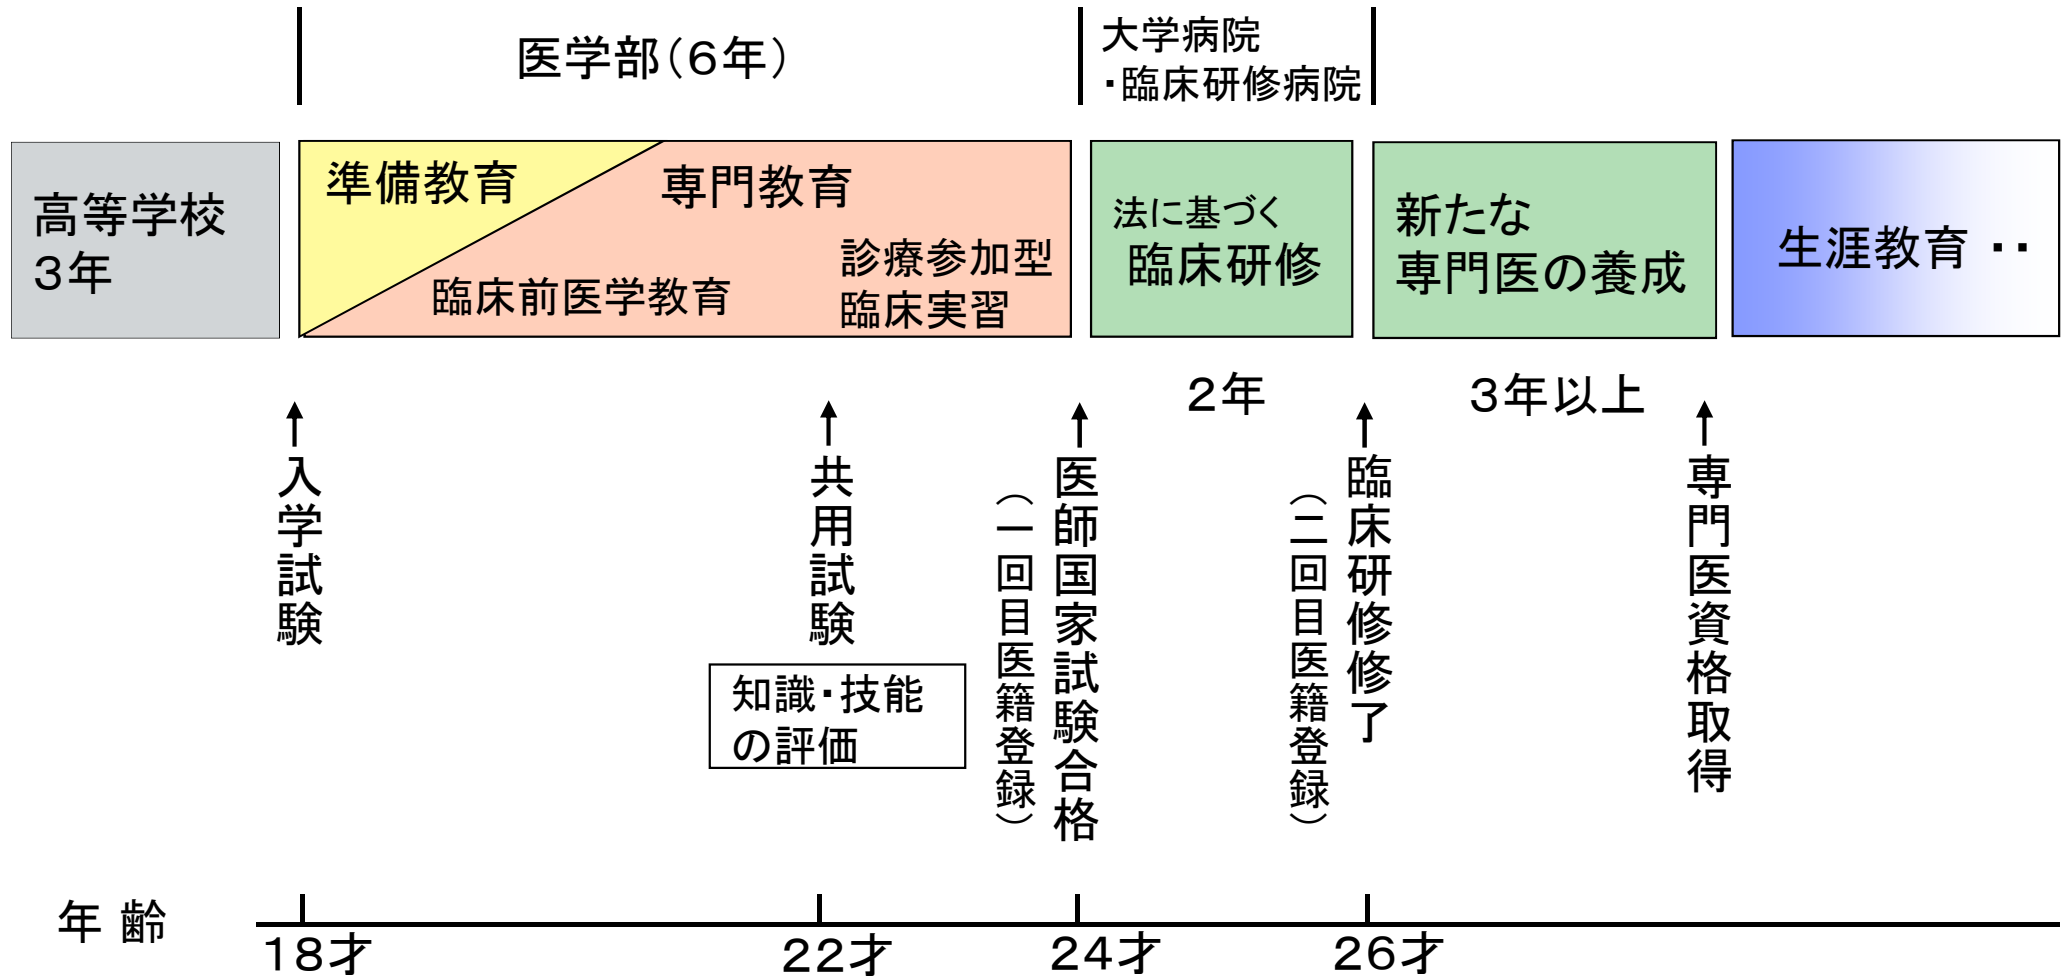 医学部（６年）
大学病院
・臨床研修病院
高等学校
３年
準備教育
専門教育
臨床前医学教育
診療参加型
臨床実習
法に基づく
臨床研修
新たな
専門医の養成
生涯教育 ・・
２年
３年以上
入学試験
共用試験
知識・技能
の評価
医師国家試験合格
（一回目医籍登録）
臨床研修修了
（二回目医籍登録）
専門医資格取得
年 齢
18才
22才
24才
26才